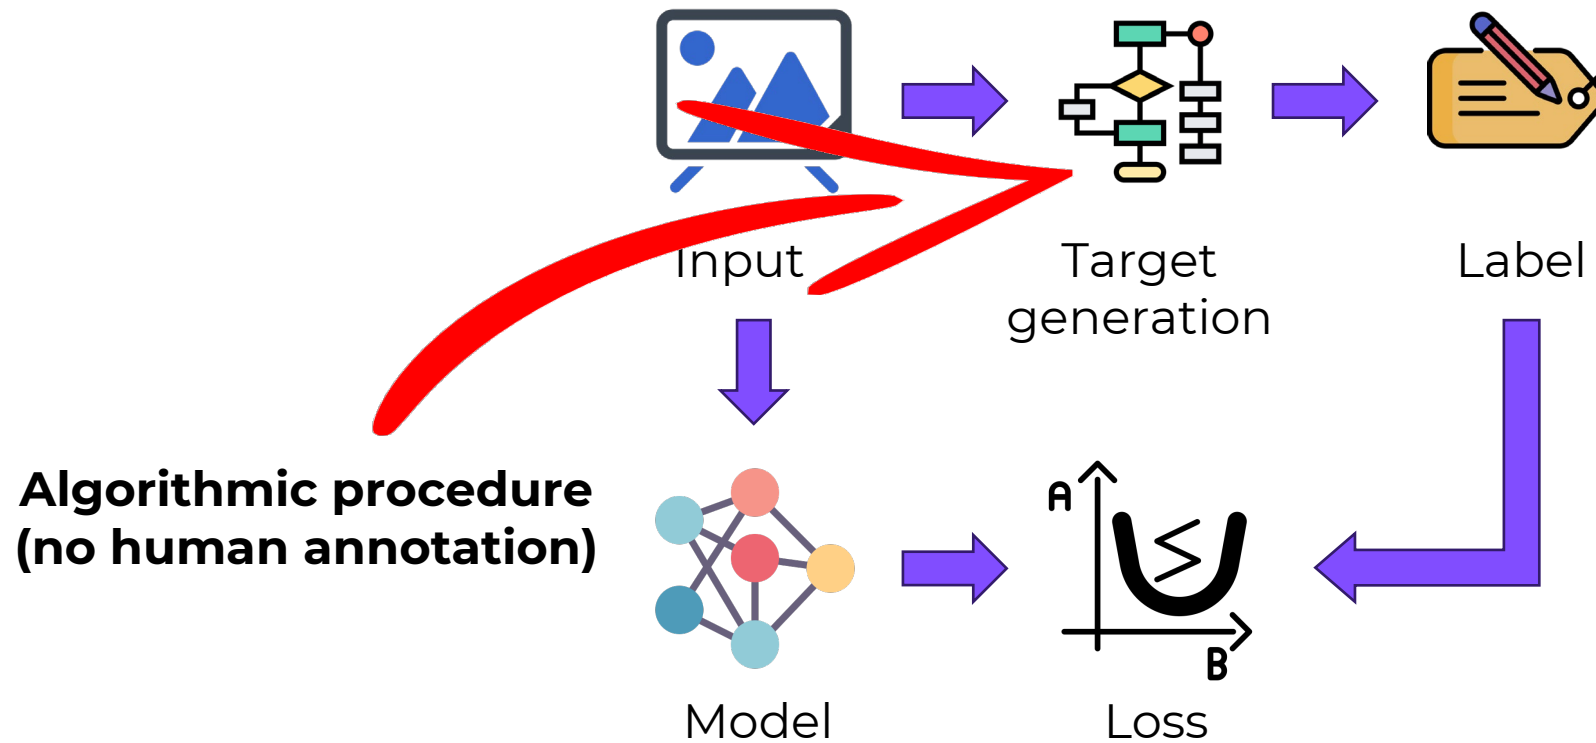 Input
Target
generation
Label
Algorithmic procedure
(no human annotation)
A
B
Model
Loss